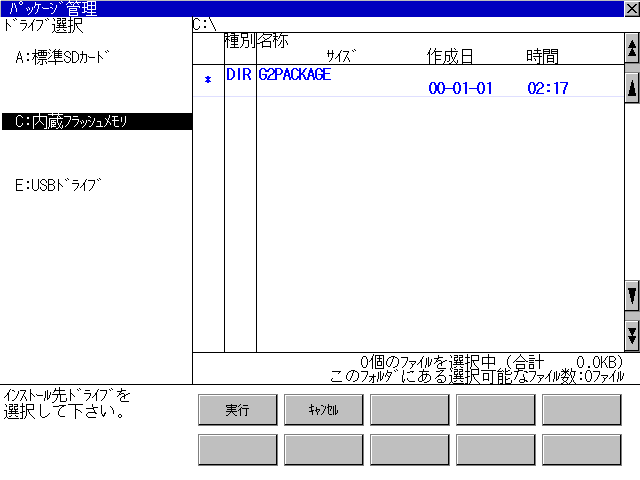 ﾊﾟｯｹｰｼﾞ管理
ﾄﾞﾗｲﾌﾞ選択
A:標準SDｶｰﾄﾞ
C:内蔵ﾌﾗｯｼｭﾒﾓﾘ
E:USBﾄﾞﾗｲﾌﾞ
C:\
種別 名称
ｻｲｽﾞ 作成日 時間
* DIR G2PACKAGE
00-01-01 02:17
0個のﾌｧｲﾙを選択中 (合計 0.0KB)
このﾌｫﾙﾀﾞにある選択可能なﾌｧｲﾙ数:0ﾌｧｲﾙ
ｲﾝｽﾄｰﾙ先ﾄﾞﾗｲﾌﾞを
選択して下さい。
実行 ｷｬﾝｾﾙ